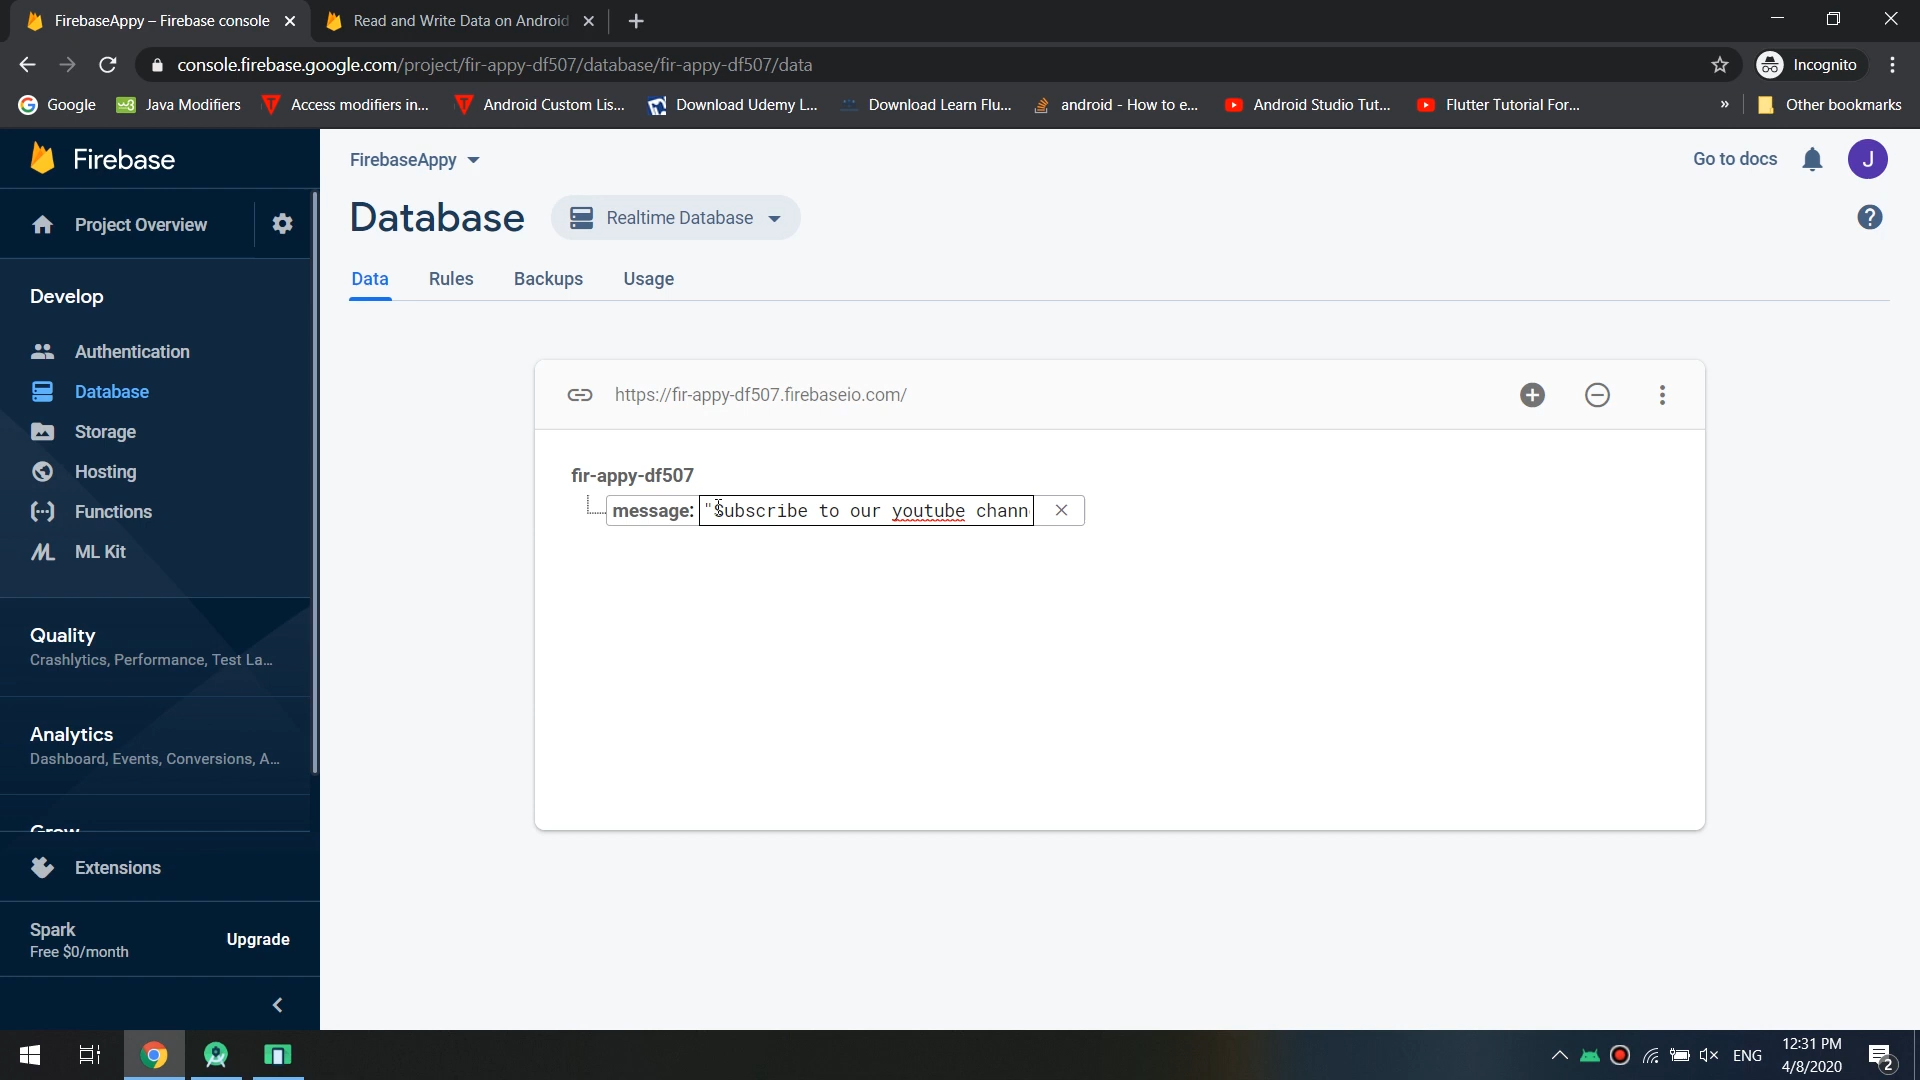 FirebaseAppy – Firebase console
Read and Write Data on Android
console.firebase.google.com/project/fir-appy-df507/database/fir-appy-df507/data
Incognito
Google
Java Modifiers
Access modifiers in...
Android Custom Lis...
Download Udemy L...
Download Learn Flu...
android - How to e...
Android Studio Tut...
Flutter Tutorial For...
»
Other bookmarks
Firebase
FirebaseAppy
Go to docs
J
Project Overview
Database
Realtime Database
?
Data
Rules
Backups
Usage
Develop
Authentication
Database
Storage
Hosting
Functions
ML Kit
https://fir-appy-df507.firebaseio.com/
fir-appy-df507
message: "Subscribe to our youtube chann
Quality
Crashlytics, Performance, Test La...
Analytics
Dashboard, Events, Conversions, A...
Grow
Extensions
Spark
Free $0/month
Upgrade
ENG
12:31 PM
4/8/2020
2